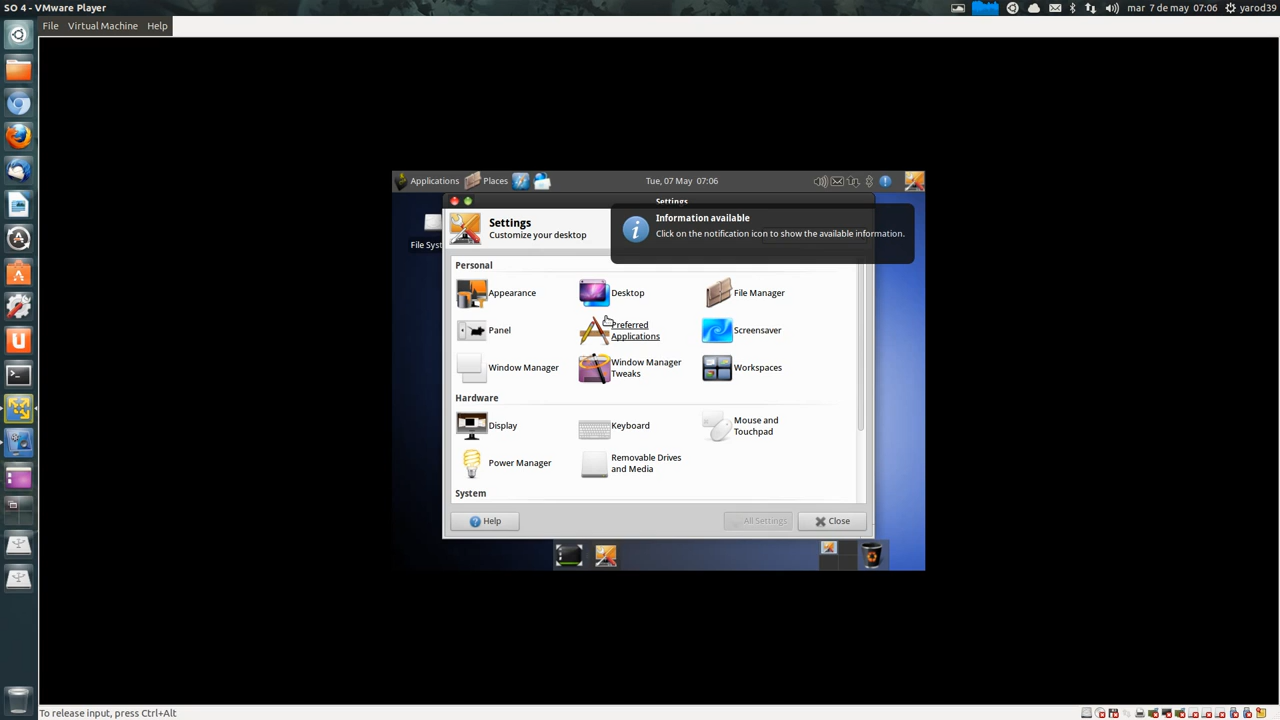 SO 4 - VMware Player
mar 7 de may 07:06
yarod39
File
Virtual Machine
Help
Applications
Places
Tue, 07 May 07:06
Settings
File Syst
Settings
Customize your desktop
Information available
Click on the notification icon to show the available information.
Personal
Appearance
Desktop
File Manager
Panel
Preferred
Applications
Screensaver
Window Manager
Window Manager
Tweaks
Workspaces
Hardware
Display
Keyboard
Mouse and
Touchpad
Power Manager
Removable Drives
and Media
System
Help
All Settings
Close
To release input, press Ctrl+Alt